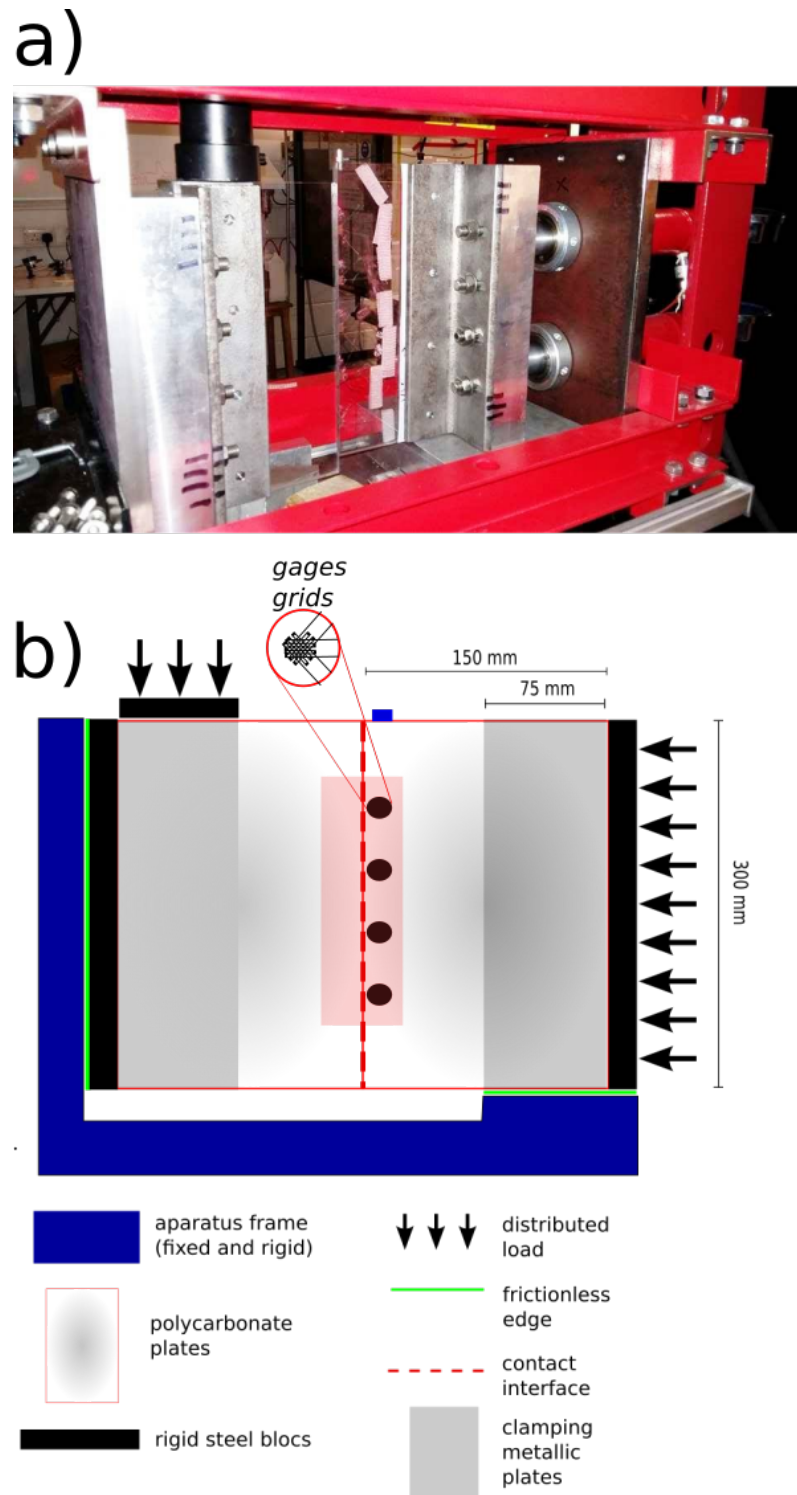 a)
gages
grids
b)
150 mm
75 mm
300 mm
aparatus frame
(fixed and rigid)
distributed
load
polycarbonate
plates
frictionless
edge
contact
interface
rigid steel blocs
clamping
metallic
plates